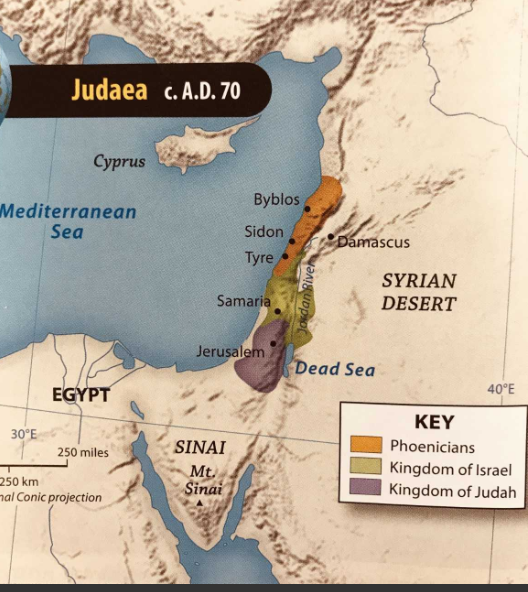 Judaea c. A.D. 70
Cyprus
Mediterranean
Sea
Byblos
Sidon
Damascus
Tyre
Jordan River
SYRIAN
DESERT
Samaria
Jerusalem
Dead Sea
EGYPT
40°E
30°E
250 miles
250 km
nal Conic projection
SINAI
Mt.
Sinai
KEY
Phoenicians
Kingdom of Israel
Kingdom of Judah